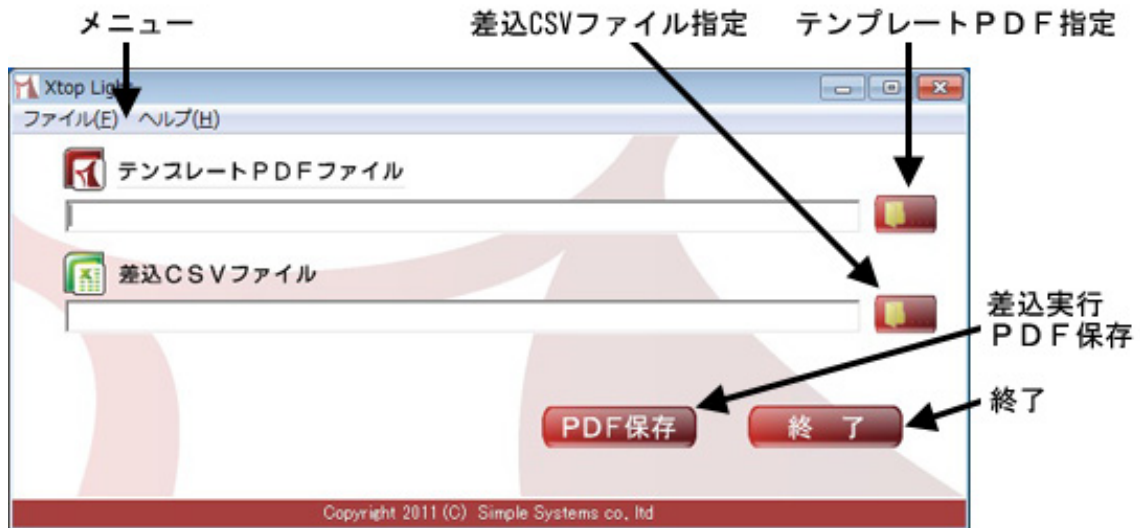 メニュー 差込CSVファイル指定 テンプレートPDF指定
Xtop Light
ファイル(F) ヘルプ(H)
テンスレートPDFファイル
差込CSVファイル
差込実行
PDF保存
終了
PDF保存 終 了
Copyright 2011 (C) Simple Systems co, ltd